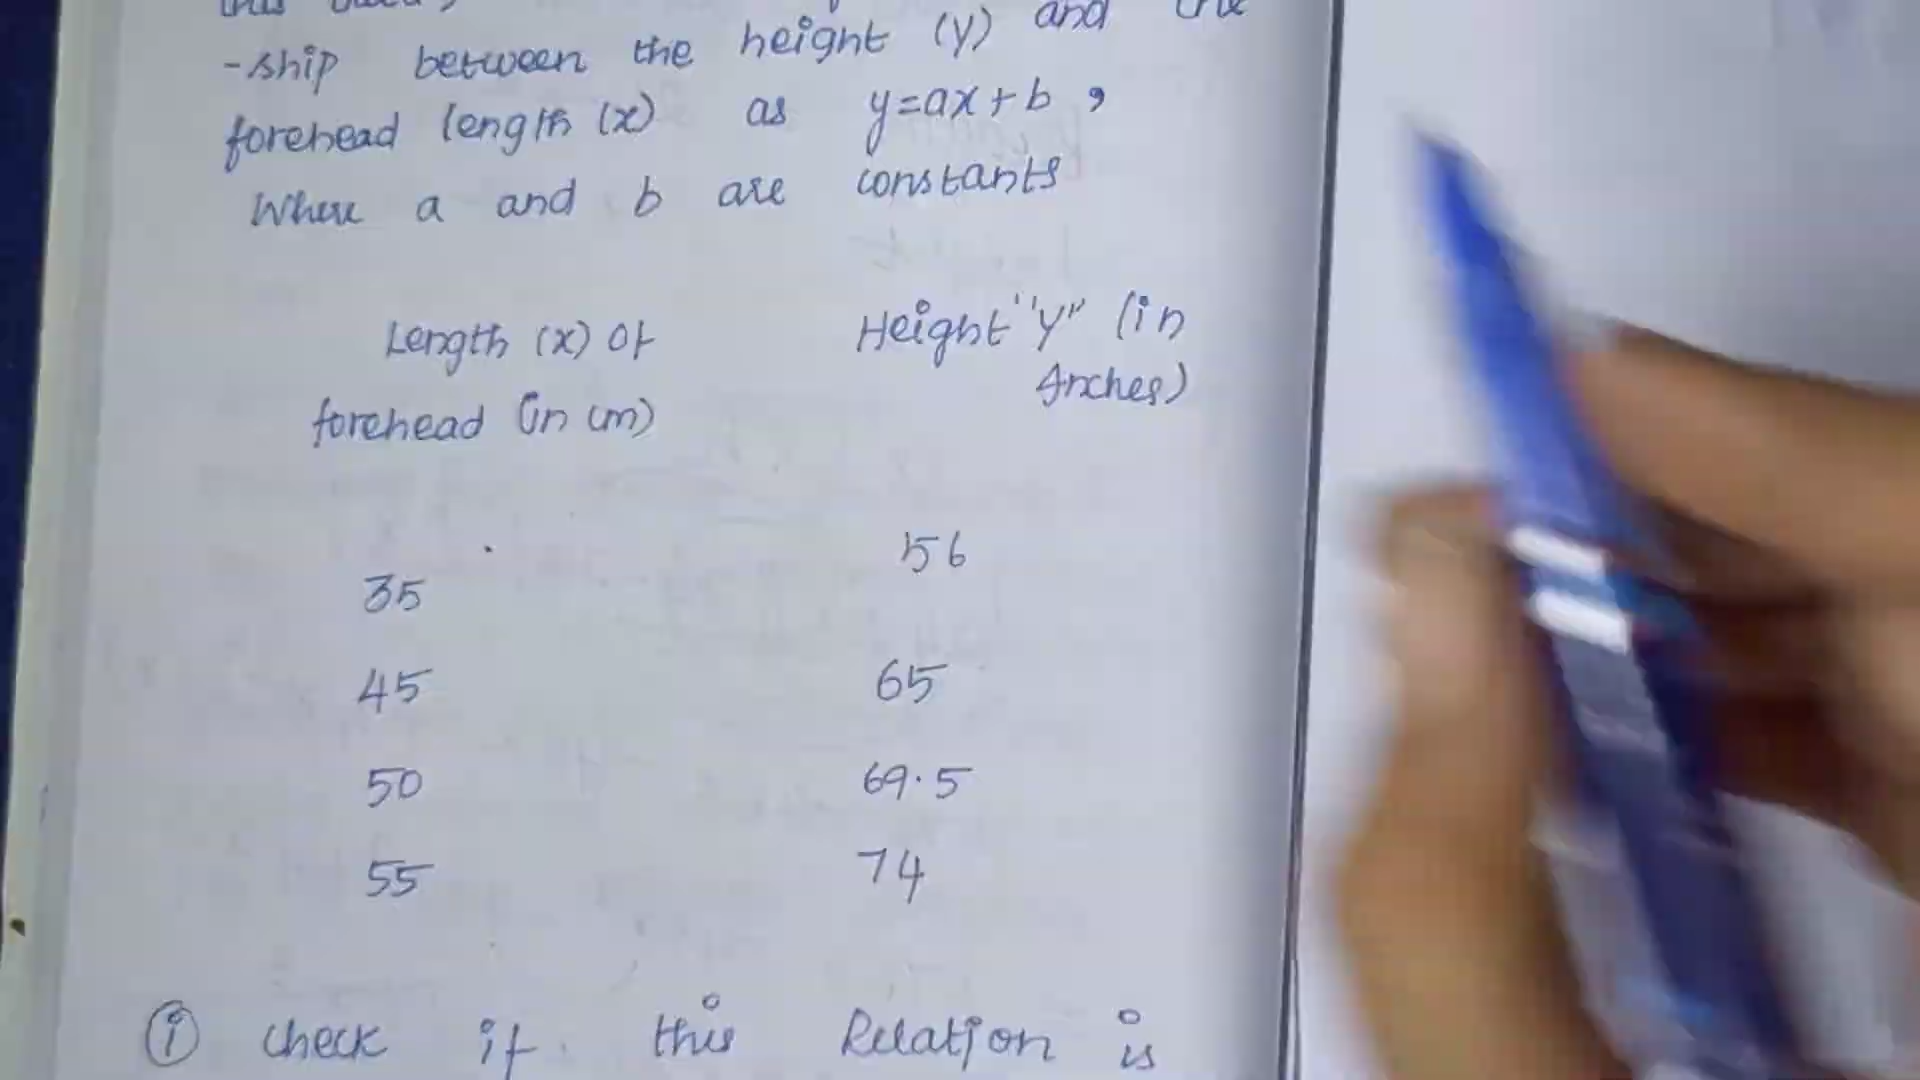 -ship between the height (y) and the
forehead length (x) as y=ax+b,
Where a and b are constants
Length (x) Of Height "y" (in
forehead (in cm) Inches)
35 56
45 65
50 69.5
55 74
(i) check if this Relation is